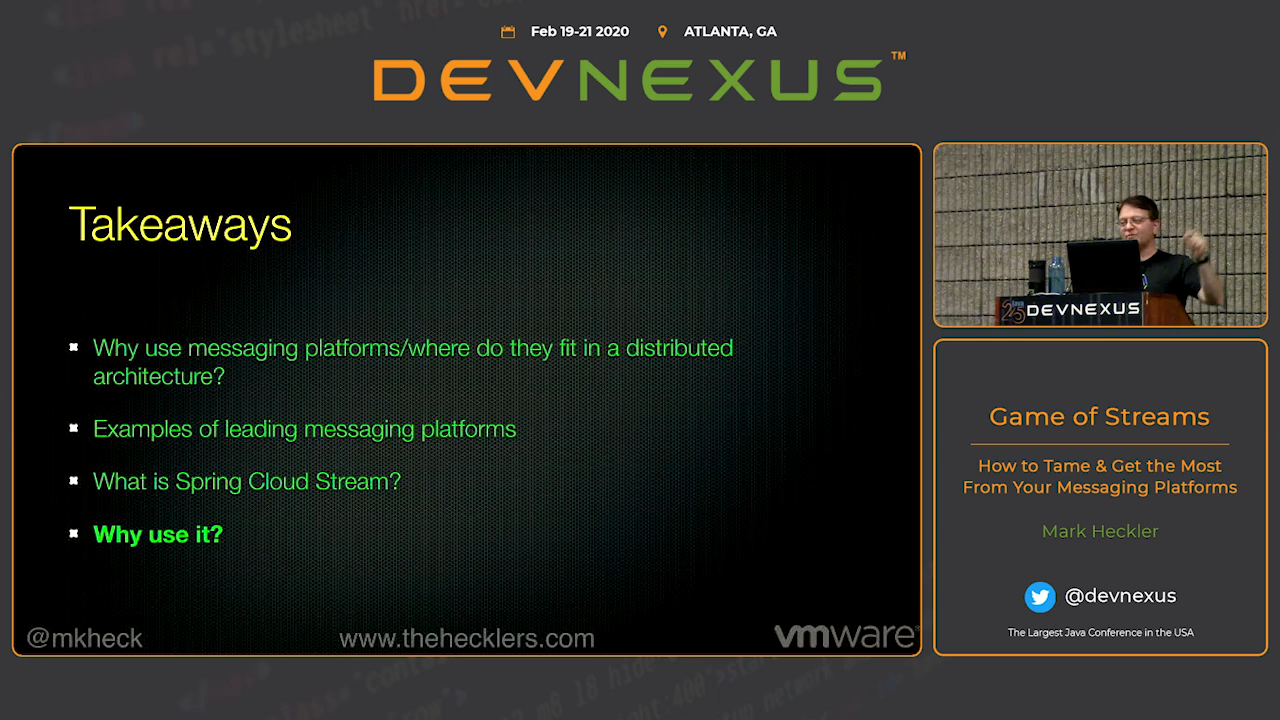 Feb 19-21 2020
ATLANTA, GA
DEVNEXUS™
Takeaways
Why use messaging platforms/where do they fit in a distributed
architecture?
Examples of leading messaging platforms
What is Spring Cloud Stream?
Why use it?
@mkheck
www.thehecklers.com
vmware®
25
DEVNEXUS
Game of Streams
How to Tame & Get the Most
From Your Messaging Platforms
Mark Heckler
@devnexus
The Largest Java Conference in the USA